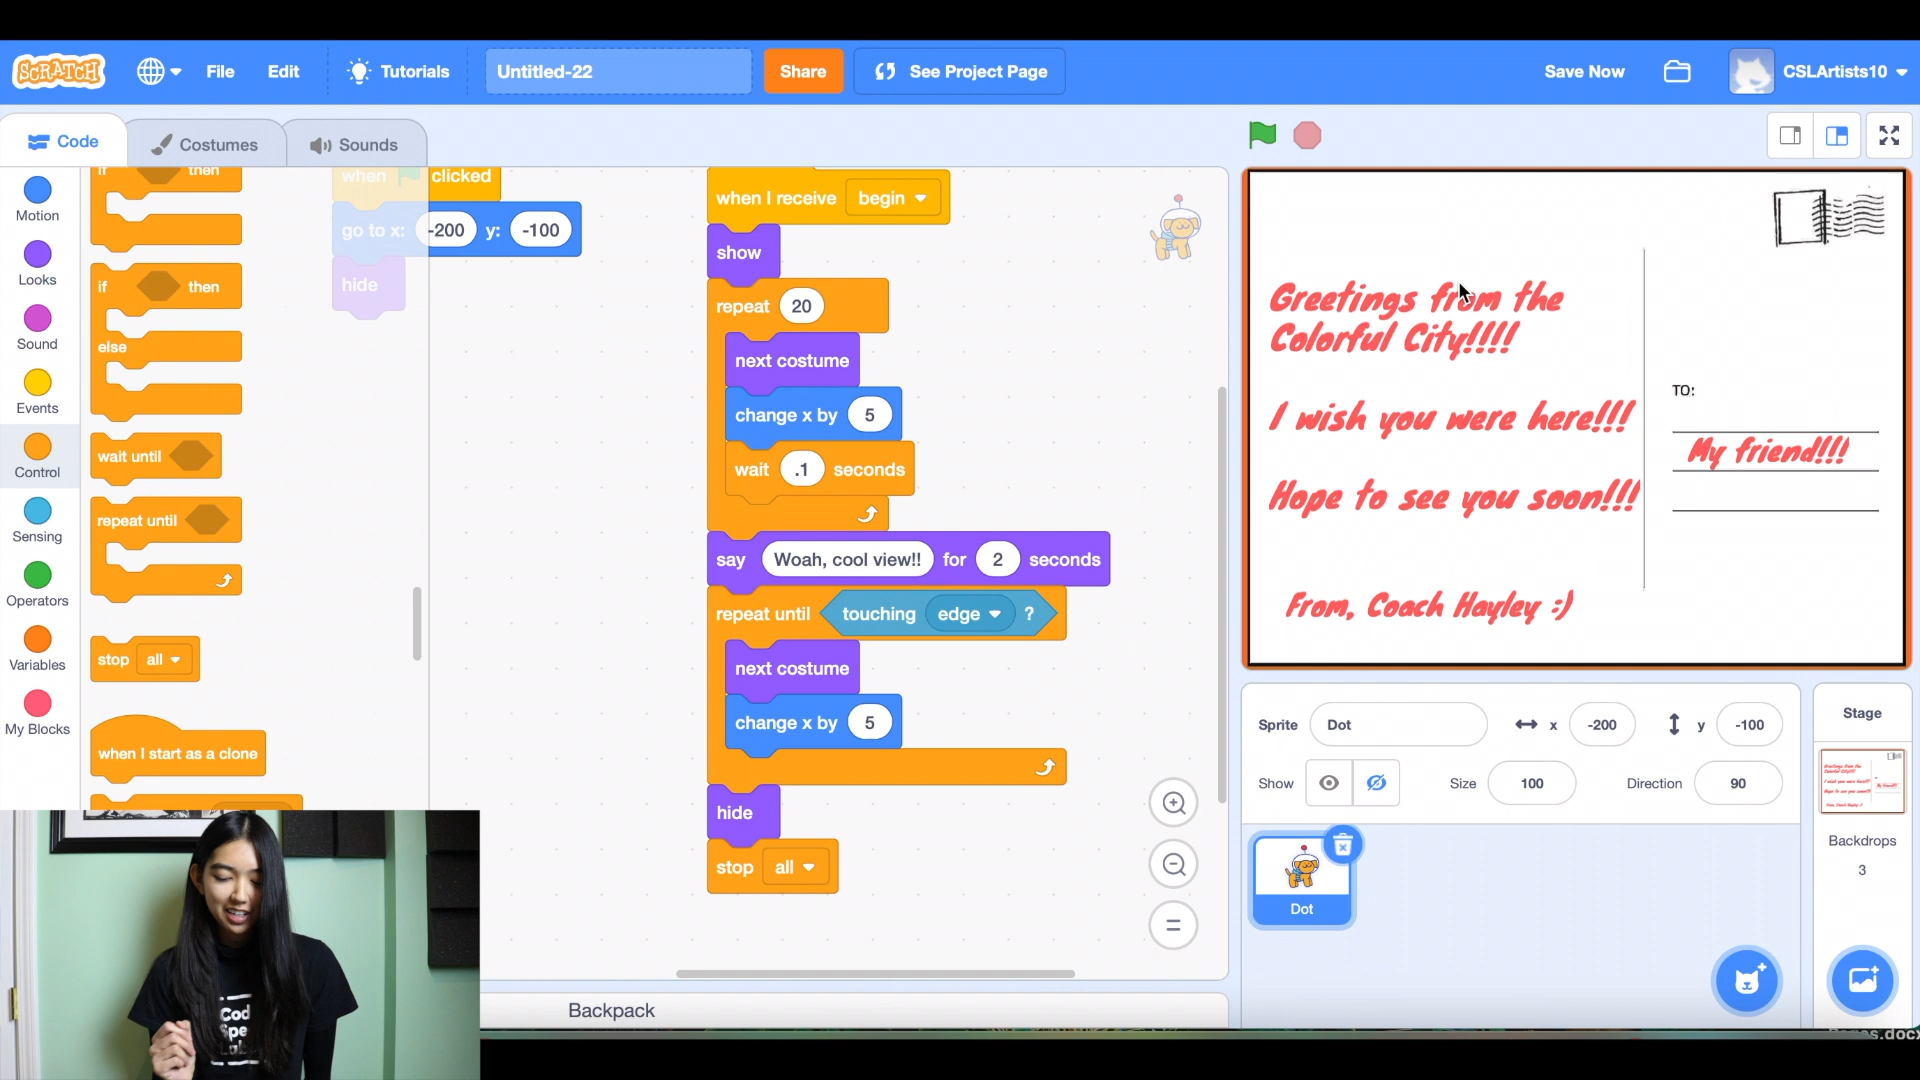 SCRATCH
File
Edit
Tutorials
Untitled-22
Share
See Project Page
Save Now
CSLArtists10
Code
Costumes
Sounds
Motion
Looks
Sound
Events
Control
Sensing
Operators
Variables
My Blocks
if then
if then
else
wait until
repeat until
stop all
when I start as a clone
when clicked
go to x: -200 y: -100
hide
when I receive begin
show
repeat 20
next costume
change x by 5
wait .1 seconds
say Woah, cool view!! for 2 seconds
repeat until touching edge ?
next costume
change x by 5
hide
stop all
Backpack
Greetings from the
Colorful City!!!!
I wish you were here!!!
Hope to see you soon!!!
From, Coach Hayley :)
TO:
My friend!!!
Sprite Dot x -200 y -100
Show Size 100 Direction 90
Dot
Stage
Backdrops
3